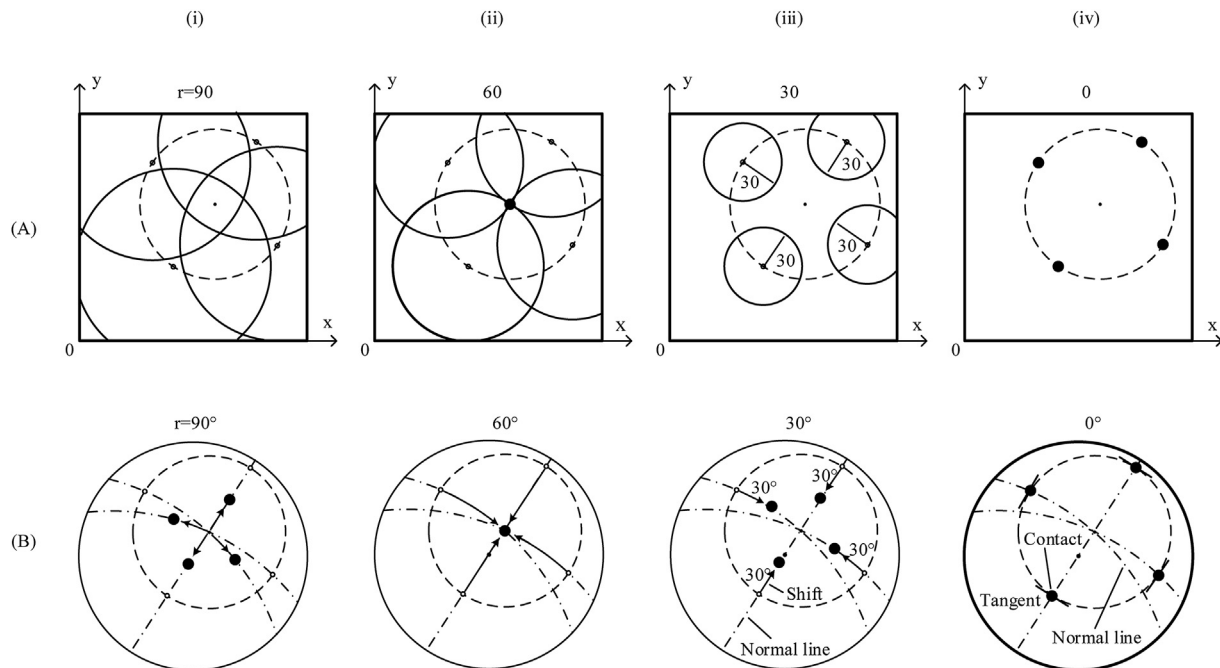 (i) (ii) (iii) (iv)
y y y y
r=90 60 30 0
(A)
30 30
30 30
x x x x
0 0 0 0
r=90° 60° 30° 0°
(B)
30° 30°
30°
30°
Shift
Normal line
Contact
Tangent
Normal line